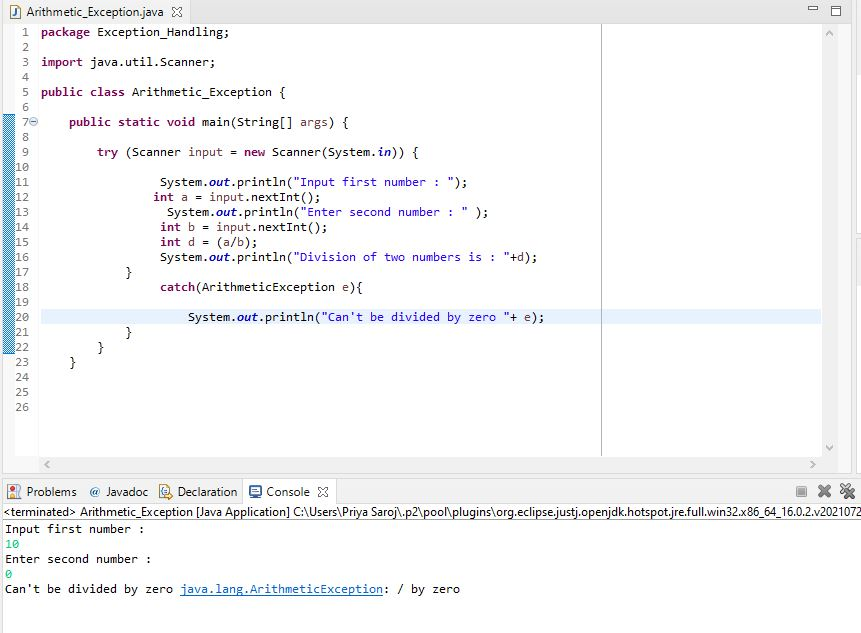 Arithmetic_Exception.java
1 package Exception_Handling;
2
3 import java.util.Scanner;
4
5 public class Arithmetic_Exception {
6
7 public static void main(String[] args) {
8
9 try (Scanner input = new Scanner(System.in)) {
10
11 System.out.println("Input first number : ");
12 int a = input.nextInt();
13 System.out.println("Enter second number : " );
14 int b = input.nextInt();
15 int d = (a/b);
16 System.out.println("Division of two numbers is : "+d);
17 }
18 catch(ArithmeticException e){
19
20 System.out.println("Can't be divided by zero "+ e);
21 }
22 }
23 }
24
25
26
Problems @ Javadoc Declaration Console
<terminated> Arithmetic_Exception [Java Application] C:\Users\Priya Saroj\.p2\pool\plugins\org.eclipse.justj.openjdk.hotspot.jre.full.win32.x86_64_16.0.2.v2021072
Input first number :
10
Enter second number :
0
Can't be divided by zero java.lang.ArithmeticException: / by zero